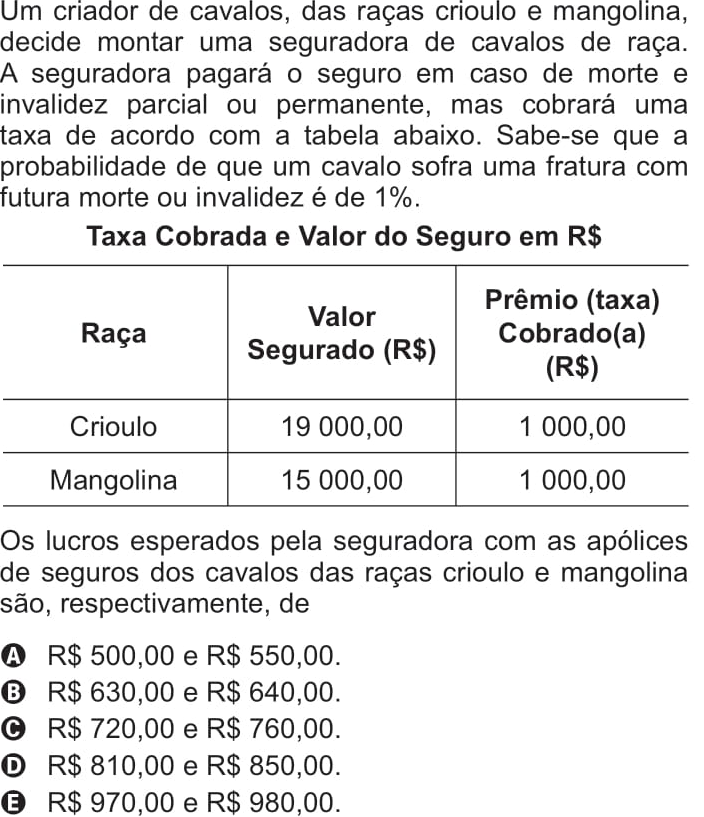 Um criador de cavalos, das raças crioulo e mangolina,
decide montar uma seguradora de cavalos de raça.
A seguradora pagará o seguro em caso de morte e
invalidez parcial ou permanente, mas cobrará uma
taxa de acordo com a tabela abaixo. Sabe-se que a
probabilidade de que um cavalo sofra uma fratura com
futura morte ou invalidez é de 1%.
Taxa Cobrada e Valor do Seguro em R$
Raça
Valor
Segurado (R$)
Prêmio (taxa)
Cobrado(a)
(R$)
Crioulo 19 000,00 1 000,00
Mangolina 15 000,00 1 000,00
Os lucros esperados pela seguradora com as apólices
de seguros dos cavalos das raças crioulo e mangolina
são, respectivamente, de
A R$ 500,00 e R$ 550,00.
B R$ 630,00 e R$ 640,00.
C R$ 720,00 e R$ 760,00.
D R$ 810,00 e R$ 850,00.
E R$ 970,00 e R$ 980,00.